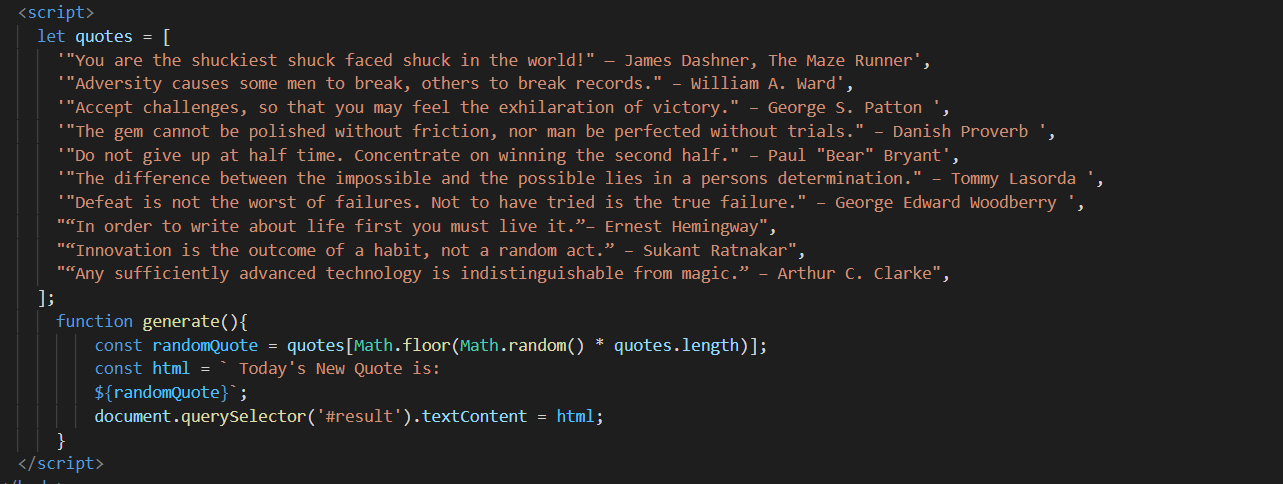 <script>
let quotes = [
'"You are the shuckiest shuck faced shuck in the world!" — James Dashner, The Maze Runner',
'"Adversity causes some men to break, others to break records." – William A. Ward',
'"Accept challenges, so that you may feel the exhilaration of victory." – George S. Patton ',
'"The gem cannot be polished without friction, nor man be perfected without trials." – Danish Proverb ',
'"Do not give up at half time. Concentrate on winning the second half." – Paul "Bear" Bryant',
'"The difference between the impossible and the possible lies in a persons determination." – Tommy Lasorda ',
'"Defeat is not the worst of failures. Not to have tried is the true failure." – George Edward Woodberry ',
"“In order to write about life first you must live it.”– Ernest Hemingway",
"“Innovation is the outcome of a habit, not a random act.” – Sukant Ratnakar",
"“Any sufficiently advanced technology is indistinguishable from magic.” – Arthur C. Clarke",
];
function generate(){
const randomQuote = quotes[Math.floor(Math.random() * quotes.length)];
const html = ` Today's New Quote is:
${randomQuote}`;
document.querySelector('#result').textContent = html;
}
</script>